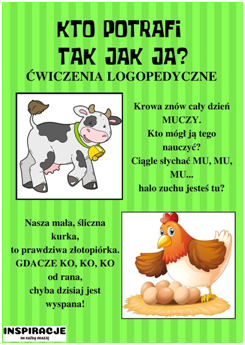 KTO POTRAFI
TAK JAK JA?
ĆWICZENIA LOGOPEDYCZNE
Krowa znów cały dzień
MUCZY.
Kto mógł ją tego
nauczyć?
Ciągle słychać MU, MU,
MU...
halo zuchu jesteś tu?
Nasza mała, śliczna
kurka,
to prawdziwa złotopiórka.
GDACZE KO, KO, KO
od rana,
chyba dzisiaj jest
wyspana!
INSPIRACJE
na każdą okazję